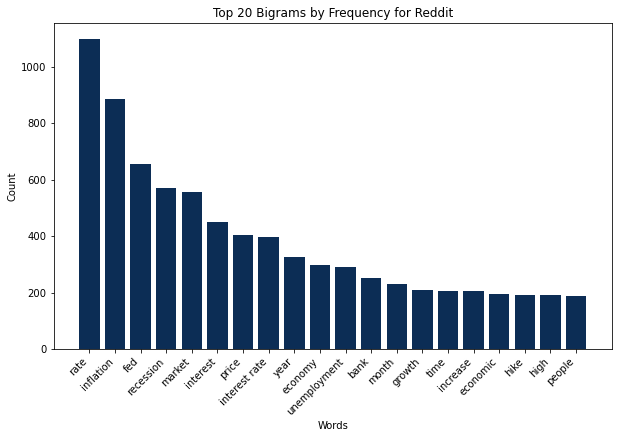 Top 20 Bigrams by Frequency for Reddit
Count
1000
800
600
400
200
0
rate
inflation
fed
recession
market
interest
price
interest rate
year
economy
unemployment
bank
month
growth
time
increase
economic
hike
high
people
Words